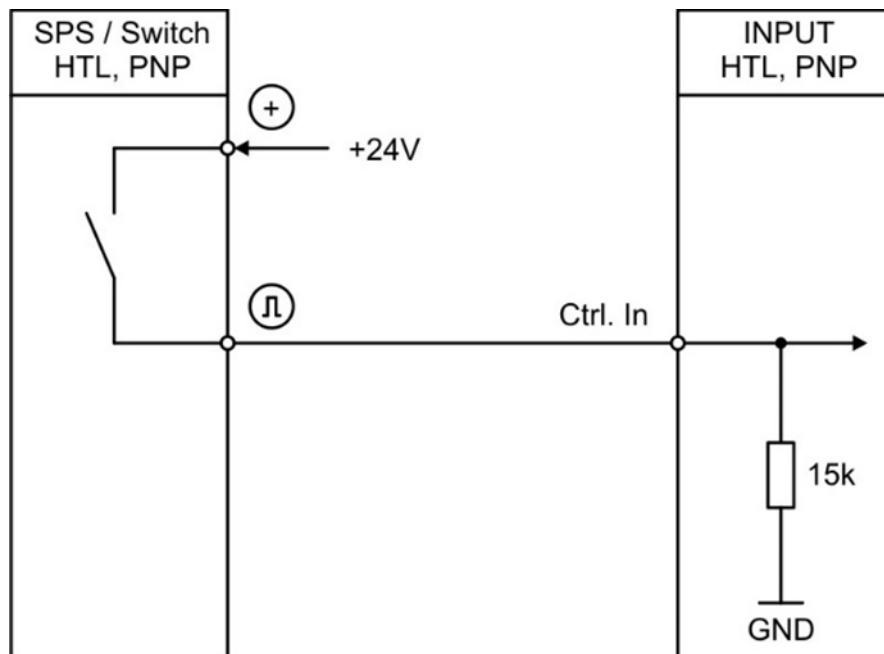 SPS / Switch
HTL, PNP
INPUT
HTL, PNP
+
+24V
Ctrl. In
15k
GND